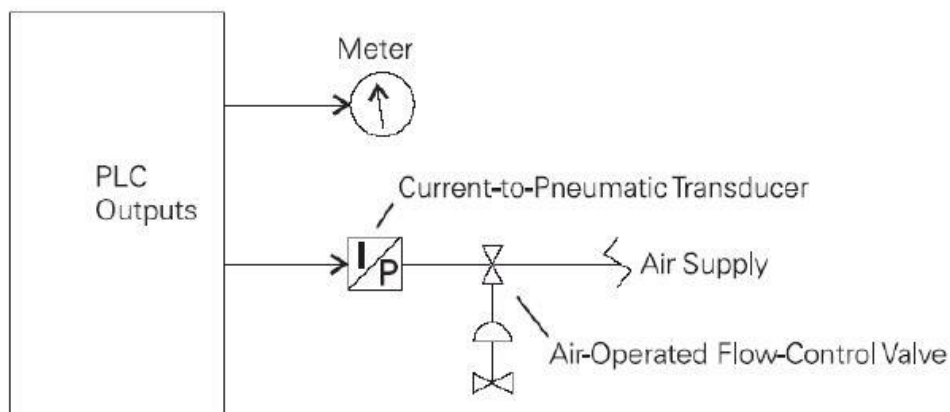 Meter
PLC
Outputs
Current-to-Pneumatic Transducer
I/P
Air Supply
Air-Operated Flow-Control Valve